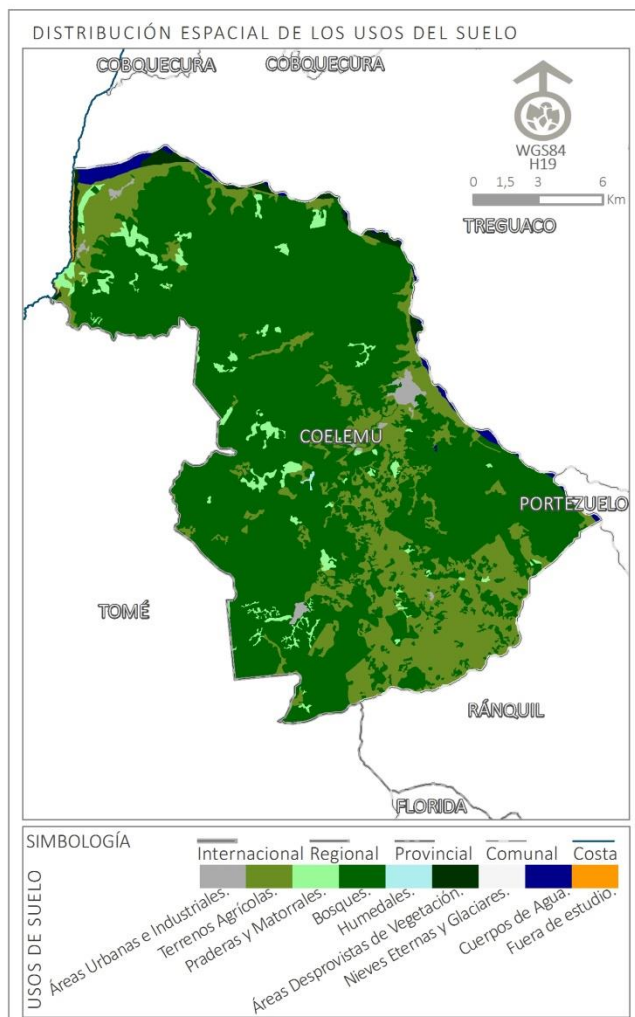 DISTRIBUCIÓN ESPACIAL DE LOS USOS DEL SUELO
COBQUECURA COBQUECURA
WGS84
H19
0 1,5 3 6
Km
TREGUACO
COELEMU
PORTEZUELO
TOMÉ
RÁNQUIL
FLORIDA
SIMBOLOGÍA
Internacional Regional Provincial Comunal Costa
USOS DE SUELO
Áreas Urbanas e Industriales.
Terrenos Agrícolas.
Praderas y Matorrales.
Bosques.
Humedales.
Áreas Desprovistas de Vegetación.
Nieves Eternas y Glaciares.
Cuerpos de Agua.
Fuera de estudio.